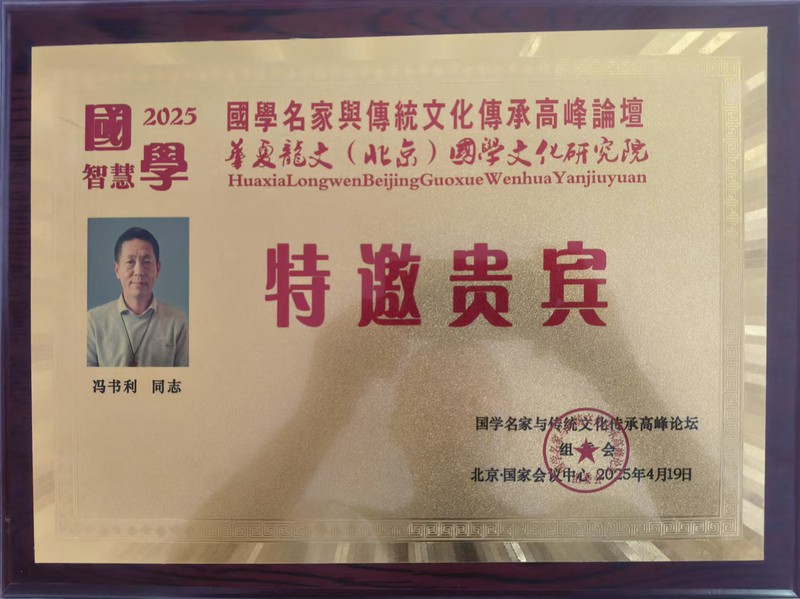 國學智慧
2025
國學名家與傳統文化傳承高峰論壇
華夏龍文（北京）國學文化研究院
HuaxiaLongwenBeijingGuoxueWenhuaYanjiuyuan
特邀贵宾
冯书利 同志
国学名家与传统文化传承高峰论坛
组委会
北京·国家会议中心 2025年4月19日